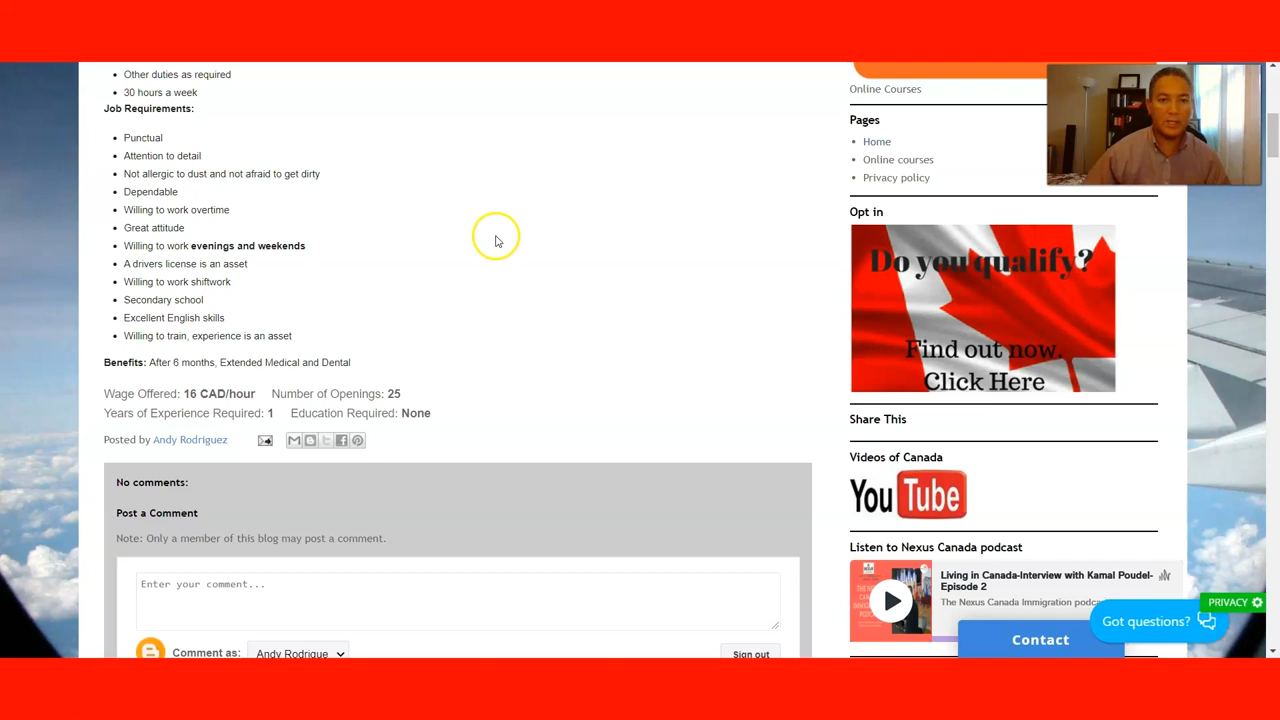 Other duties as required
30 hours a week
Job Requirements:
Punctual
Attention to detail
Not allergic to dust and not afraid to get dirty
Dependable
Willing to work overtime
Great attitude
Willing to work evenings and weekends
A drivers license is an asset
Willing to work shiftwork
Secondary school
Excellent English skills
Willing to train, experience is an asset
Benefits: After 6 months, Extended Medical and Dental
Wage Offered: 16 CAD/hour Number of Openings: 25
Years of Experience Required: 1 Education Required: None
Posted by Andy Rodriguez
No comments:
Post a Comment
Note: Only a member of this blog may post a comment.
Enter your comment...
Comment as: Andy Rodrigue
Sign out
Online Courses
Pages
Home
Online courses
Privacy policy
Opt in
Do you qualify?
Find out now.
Click Here
Share This
Videos of Canada
YouTube
Listen to Nexus Canada podcast
Living in Canada-Interview with Kamal Poudel-
Episode 2
The Nexus Canada Immigration podca
PRIVACY
Got questions?
Contact